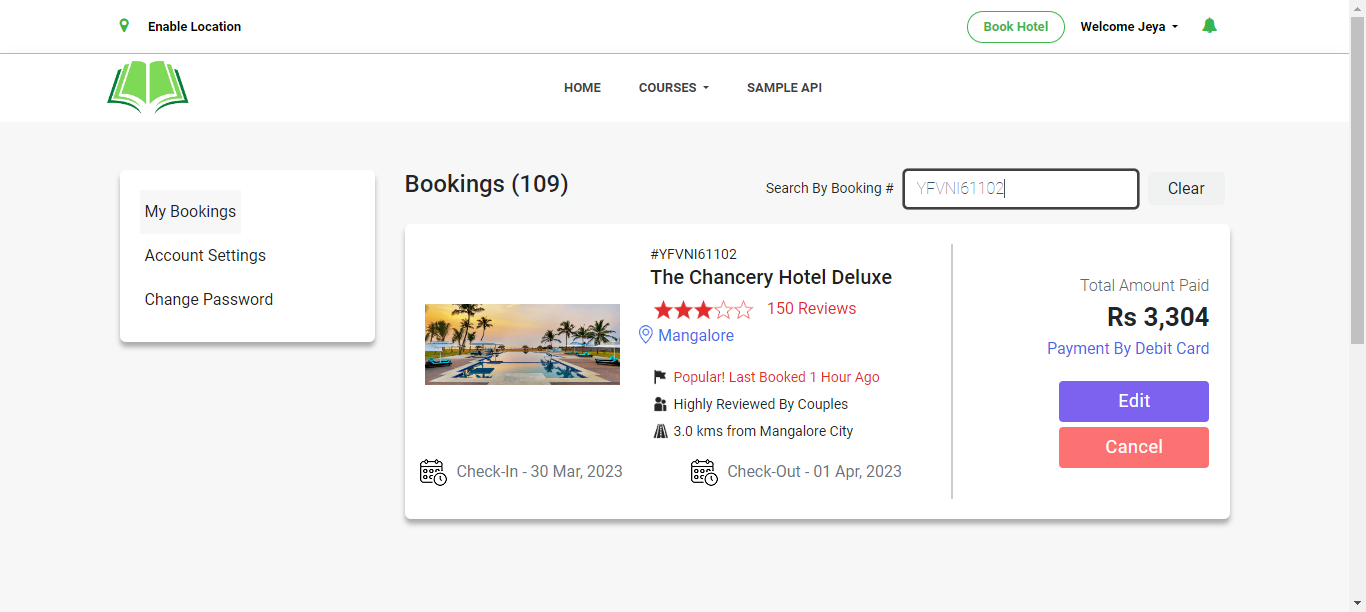 Enable Location
Book Hotel
Welcome Jeya
HOME
COURSES
SAMPLE API
My Bookings
Account Settings
Change Password
Bookings (109)
Search By Booking #
YFVNI61102
Clear
#YFVNI61102
The Chancery Hotel Deluxe
150 Reviews
Mangalore
Popular! Last Booked 1 Hour Ago
Highly Reviewed By Couples
3.0 kms from Mangalore City
Check-In - 30 Mar, 2023
Check-Out - 01 Apr, 2023
Total Amount Paid
Rs 3,304
Payment By Debit Card
Edit
Cancel